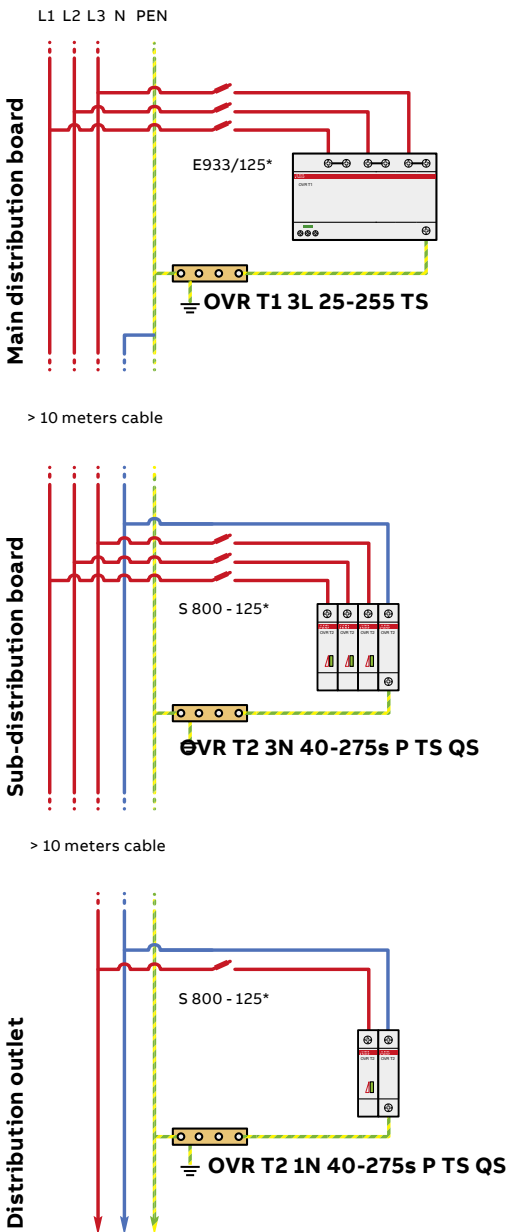 L1 L2 L3 N PEN
Main distribution board
E933/125*
OVR T1
OVR T1 3L 25-255 TS
> 10 meters cable
Sub-distribution board
S 800 - 125*
OVR T2 OVR T2 OVR T2 OVR T2
OVR T2 3N 40-275s P TS QS
> 10 meters cable
Distribution outlet
S 800 - 125*
OVR T2 OVR T2
OVR T2 1N 40-275s P TS QS